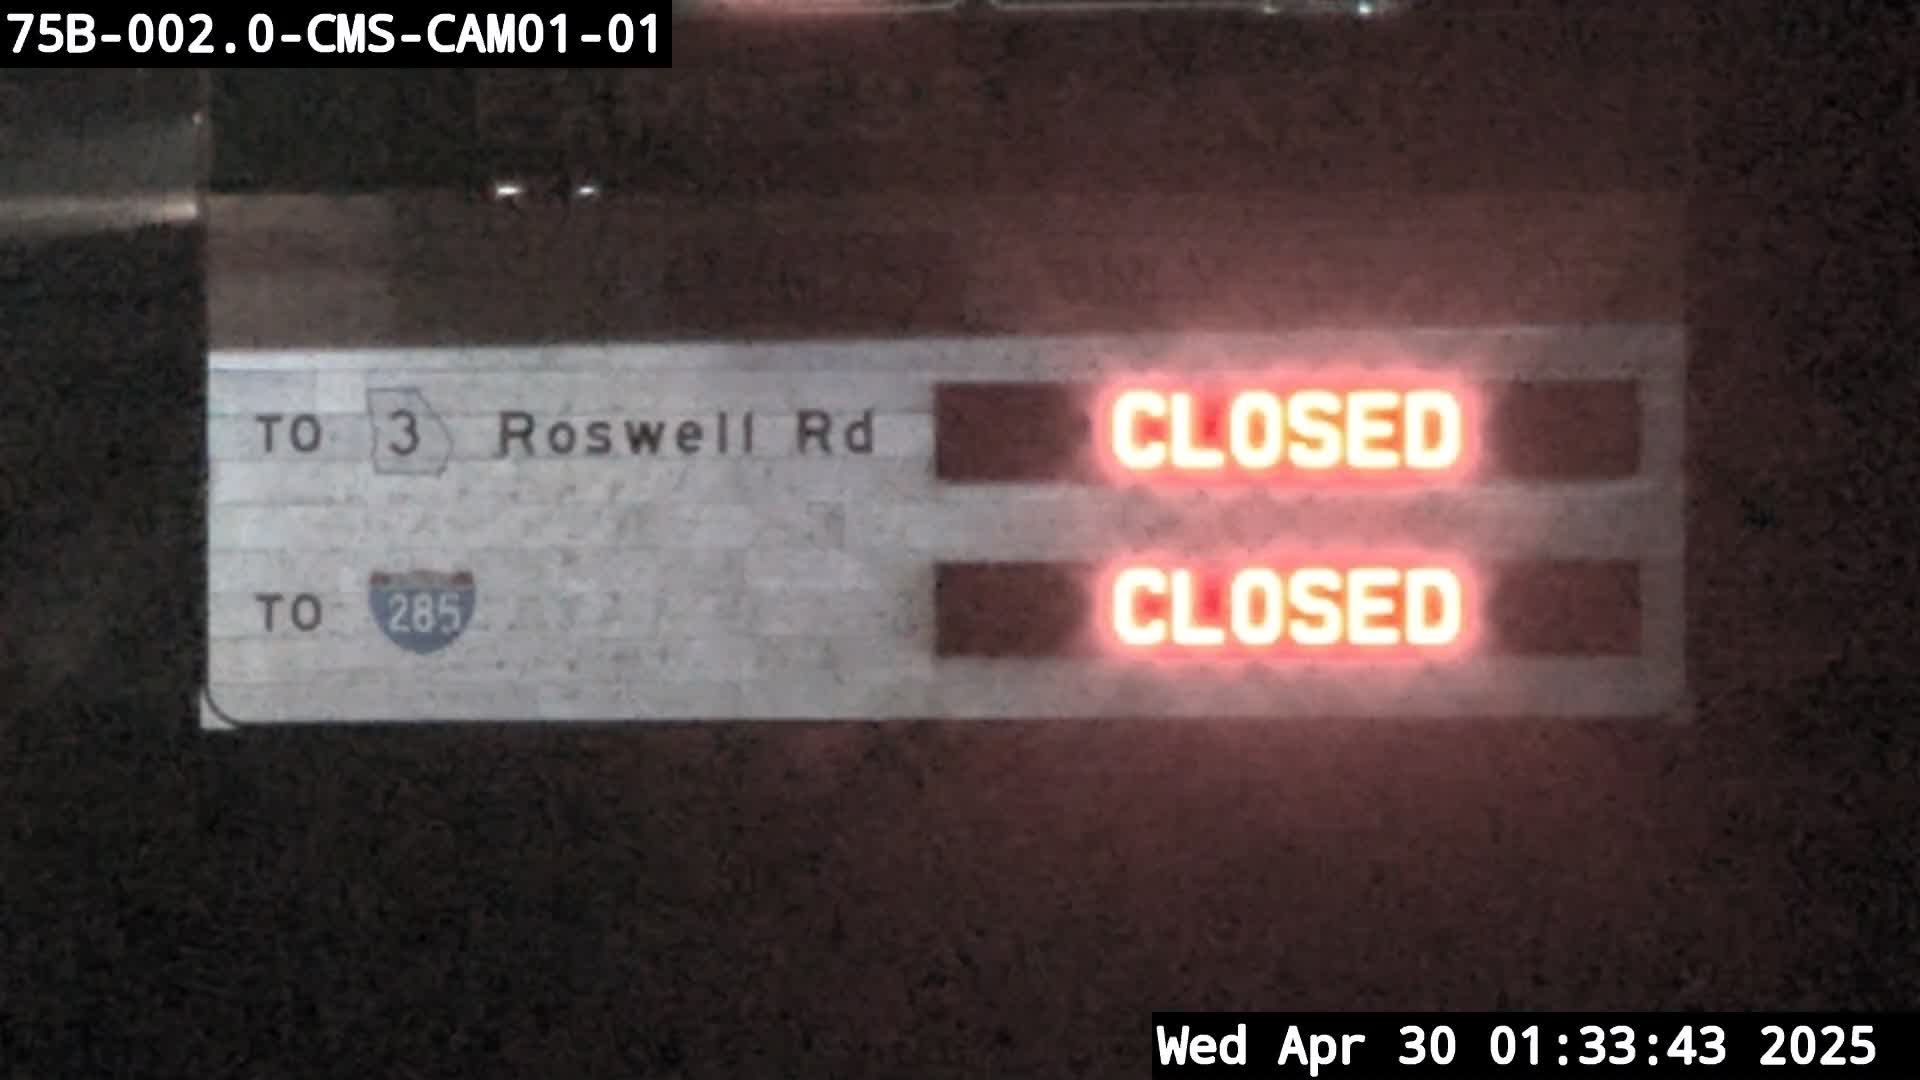 75B-002.0-CMS-CAM01-01
TO 3 Roswell Rd CLOSED
TO 285 CLOSED
Wed Apr 30 01:33:43 2025